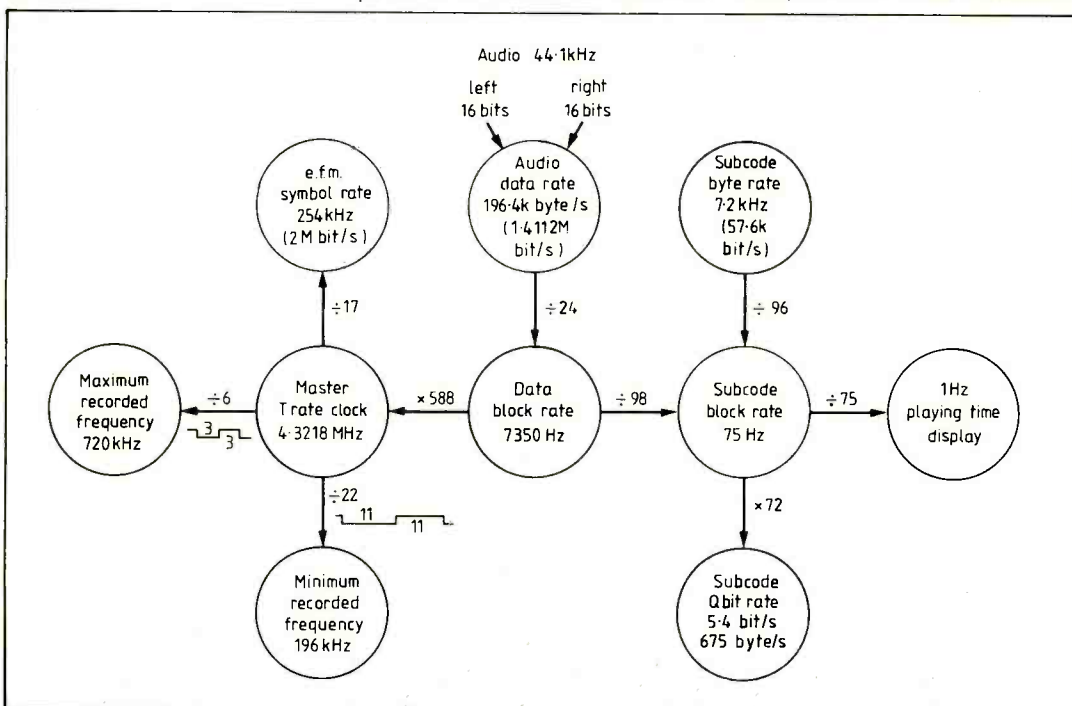 Audio 44·1kHz
left
16 bits
right
16 bits
e.f.m.
symbol rate
254kHz
(2M bit/s)
Audio
data rate
196·4k byte/s
(1·4112M
bit/s)
Subcode
byte rate
7·2kHz
(57·6k
bit/s)
÷17
÷24
÷96
Maximum
recorded
frequency
720kHz
÷6
3
3
Master
T rate clock
4·3218 MHz
×588
Data
block rate
7350 Hz
÷98
Subcode
block rate
75 Hz
÷75
1Hz
playing time
display
÷22
11
11
×72
Minimum
recorded
frequency
196kHz
Subcode
Q bit rate
5·4 bit/s
675 byte/s